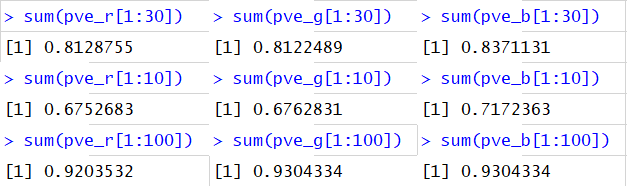 > sum(pve_r[1:30]) > sum(pve_g[1:30]) > sum(pve_b[1:30])
[1] 0.8128755 [1] 0.8122489 [1] 0.8371131
> sum(pve_r[1:10]) > sum(pve_g[1:10]) > sum(pve_b[1:10])
[1] 0.6752683 [1] 0.6762831 [1] 0.7172363
> sum(pve_r[1:100]) > sum(pve_g[1:100]) > sum(pve_b[1:100])
[1] 0.9203532 [1] 0.9304334 [1] 0.9304334